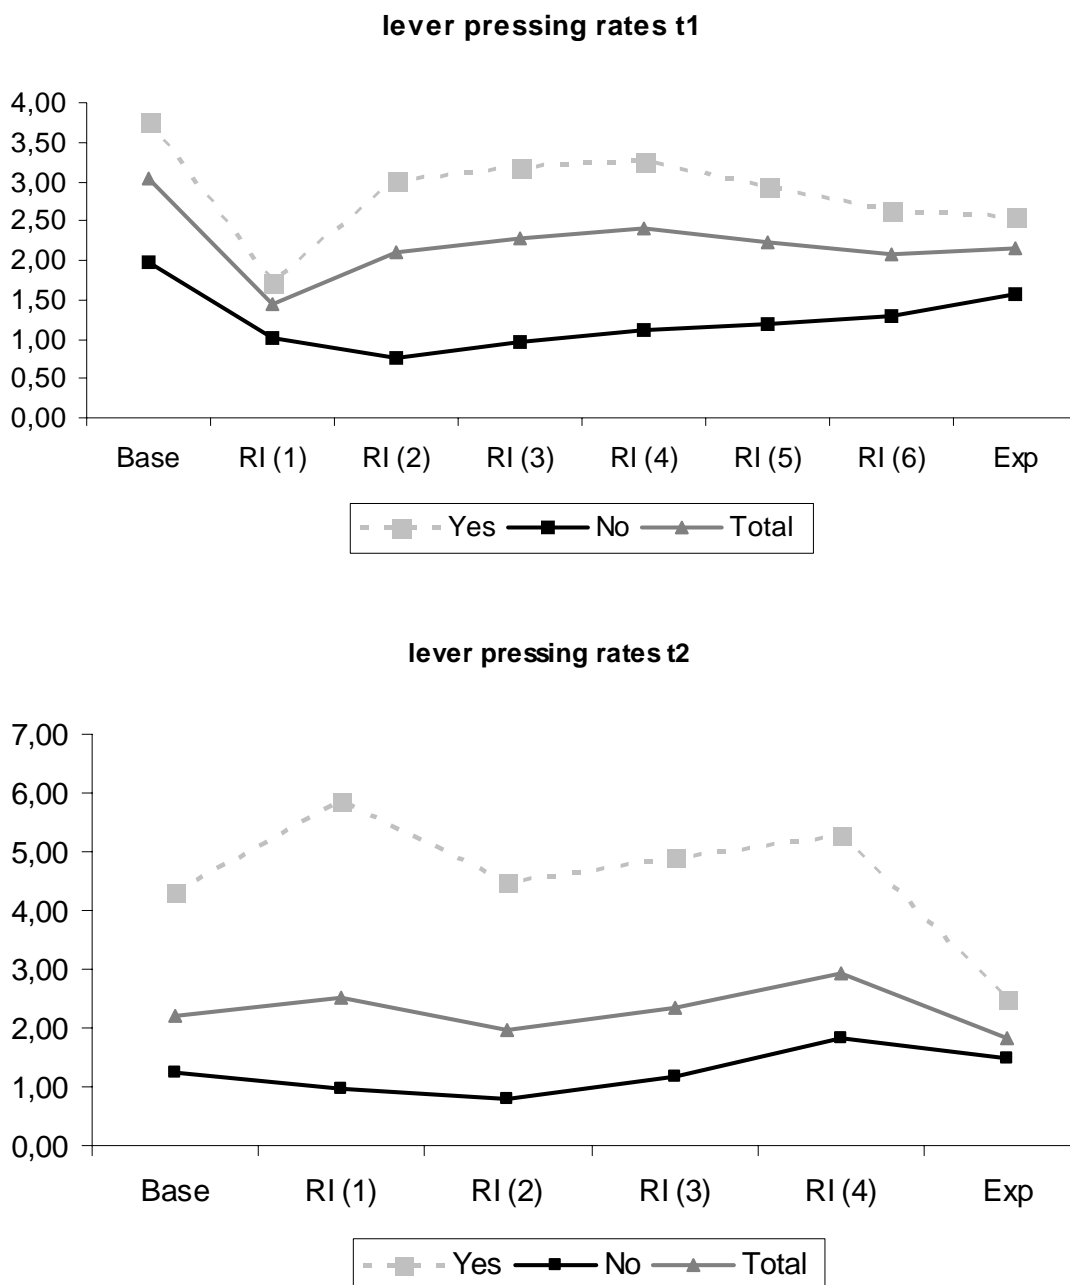 lever pressing rates t1
4,00
3,50
3,00
2,50
2,00
1,50
1,00
0,50
0,00
Base RI (1) RI (2) RI (3) RI (4) RI (5) RI (6) Exp
Yes No Total
lever pressing rates t2
7,00
6,00
5,00
4,00
3,00
2,00
1,00
0,00
Base RI (1) RI (2) RI (3) RI (4) Exp
Yes No Total